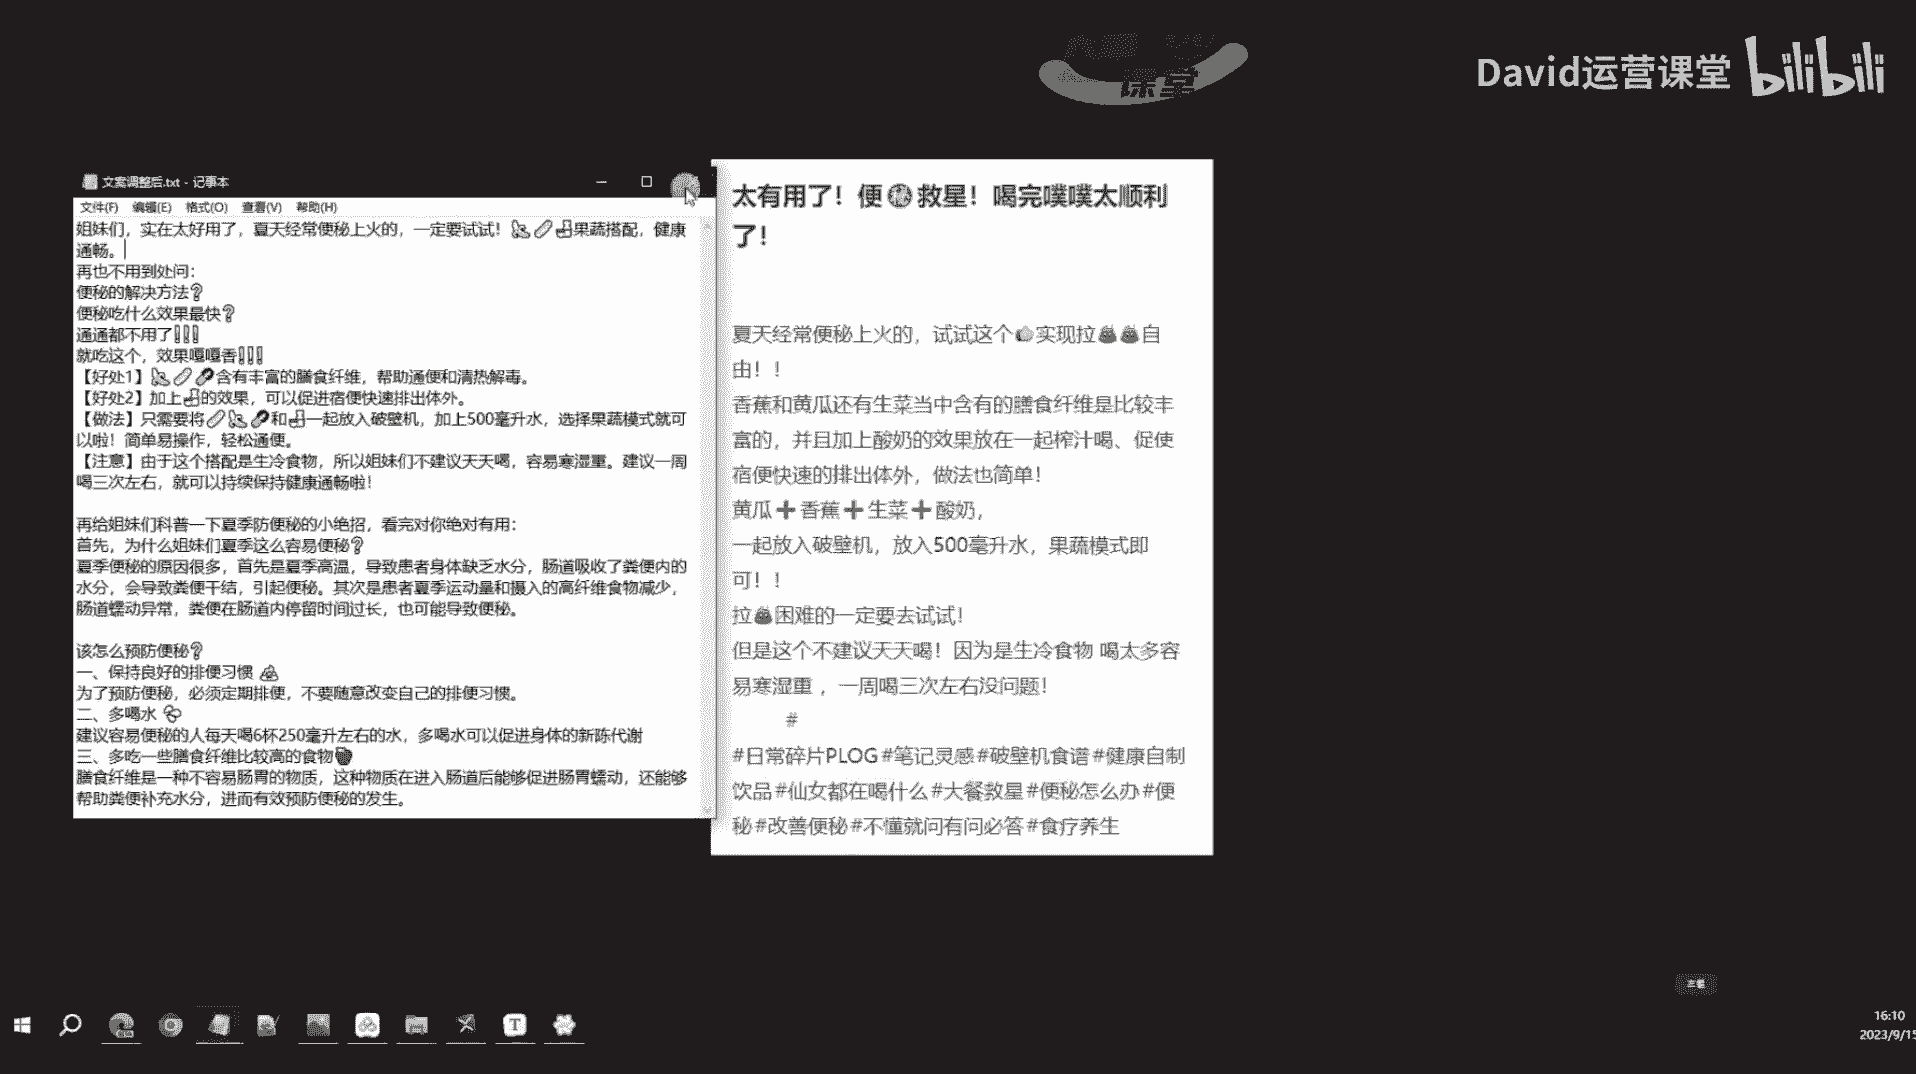 课堂
David运营课堂 bilibili
文案调整后.txt - 记事本
文件(F) 编辑(E) 格式(O) 查看(V) 帮助(H)
姐妹们，实在太好用了，夏天经常便秘上火的，一定要试试！果蔬搭配，健康
通畅。
再也不用到处问：
便秘的解决方法❓
便秘吃什么效果最快❓
通通都不用了❗❗❗
就吃这个，效果嘎嘎香❗❗❗
【好处1】含有丰富的膳食纤维，帮助通便和清热解毒。
【好处2】加上的效果，可以促进宿便快速排出体外。
【做法】只需要将和一起放入破壁机，加上500毫升水，选择果蔬模式就可
以啦！简单易操作，轻松通便。
【注意】由于这个搭配是生冷食物，所以姐妹们不建议天天喝，容易寒湿重。建议一周
喝三次左右，就可以持续保持健康通畅啦！
再给姐妹们科普一下夏季防便秘的小绝招，看完对你绝对有用：
首先，为什么姐妹们夏季这么容易便秘❓
夏季便秘的原因很多，首先是夏季高温，导致患者身体缺乏水分，肠道吸收了粪便内的
水分，会导致粪便干结，引起便秘。其次是患者夏季运动量和摄入的高纤维食物减少，
肠道蠕动异常，粪便在肠道内停留时间过长，也可能导致便秘。
该怎么预防便秘❓
一、保持良好的排便习惯
为了预防便秘，必须定期排便，不要随意改变自己的排便习惯。
二、多喝水
建议容易便秘的人每天喝6杯250毫升左右的水，多喝水可以促进身体的新陈代谢
三、多吃一些膳食纤维比较高的食物
膳食纤维是一种不容易肠胃的物质，这种物质在进入肠道后能够促进肠胃蠕动，还能够
帮助粪便补充水分，进而有效预防便秘的发生。
太有用了！便㊙救星！喝完噗噗太顺利
了！
夏天经常便秘上火的，试试这个实现拉💩💩自
由！！
香蕉和黄瓜还有生菜当中含有的膳食纤维是比较丰
富的，并且加上酸奶的效果放在一起榨汁喝、促使
宿便快速的排出体外，做法也简单！
黄瓜➕香蕉➕生菜➕酸奶，
一起放入破壁机，放入500毫升水，果蔬模式即
可！！
拉💩困难的一定要去试试！
但是这个不建议天天喝！因为是生冷食物 喝太多容
易寒湿重 ，一周喝三次左右没问题！
#
#日常碎片PLOG#笔记灵感#破壁机食谱#健康自制
饮品#仙女都在喝什么#大餐救星#便秘怎么办#便
秘#改善便秘#不懂就问有问必答#食疗养生
T
16:10
2023/9/15